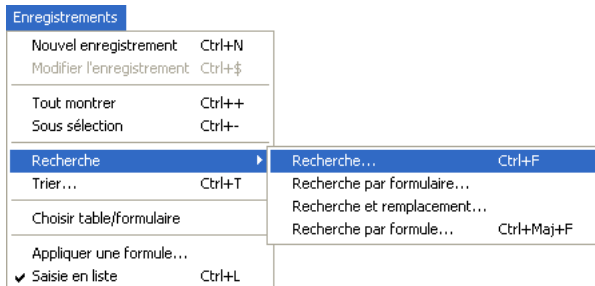 Enregistrements
Nouvel enregistrement Ctrl+N
Modifier l'enregistrement Ctrl+$
Tout montrer Ctrl++
Sous sélection Ctrl+-
Recherche
Trier... Ctrl+T
Choisir table/formulaire
Appliquer une formule...
Saisie en liste Ctrl+L
Recherche... Ctrl+F
Recherche par formulaire...
Recherche et remplacement...
Recherche par formule... Ctrl+Maj+F